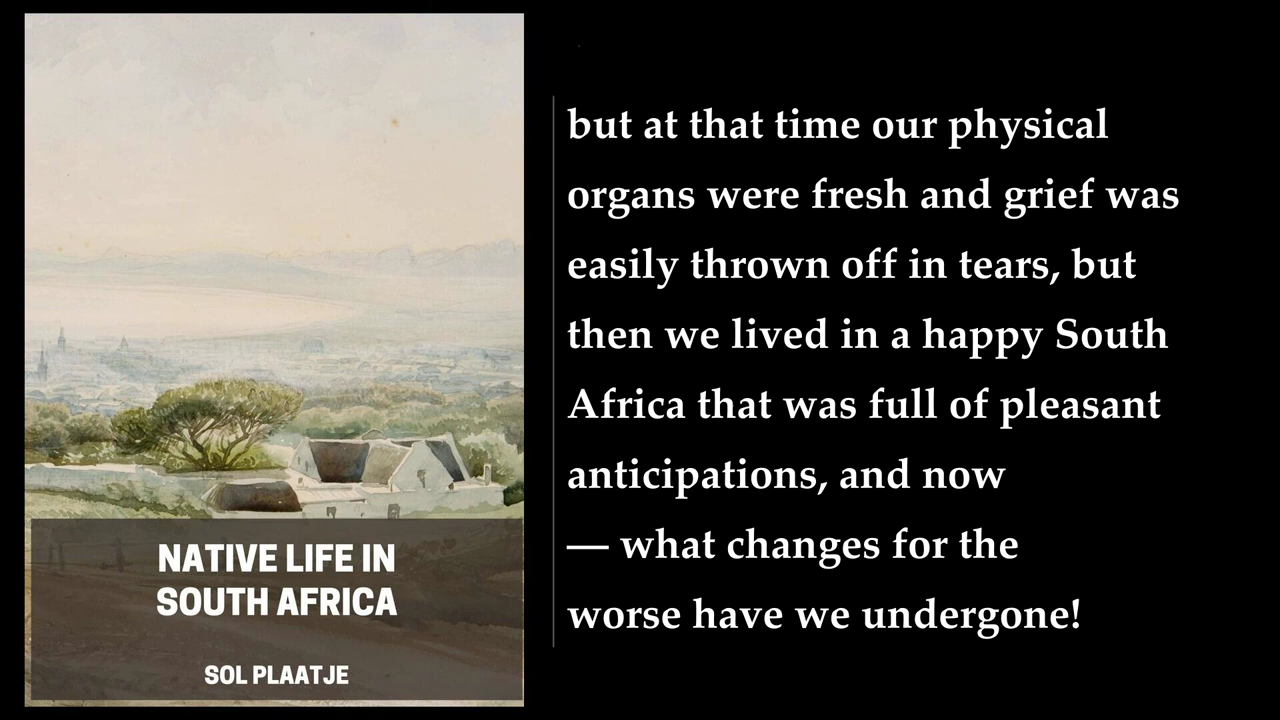 NATIVE LIFE IN
SOUTH AFRICA
SOL PLAATJE
but at that time our physical
organs were fresh and grief was
easily thrown off in tears, but
then we lived in a happy South
Africa that was full of pleasant
anticipations, and now
— what changes for the
worse have we undergone!